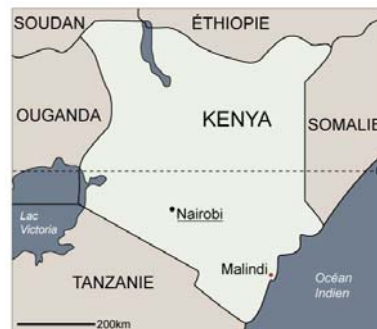 SOUDAN
ÉTHIOPIE
OUGANDA
KENYA
SOMALIE
Lac
Victoria
Nairobi
Malindi
Océan
Indien
TANZANIE
200km